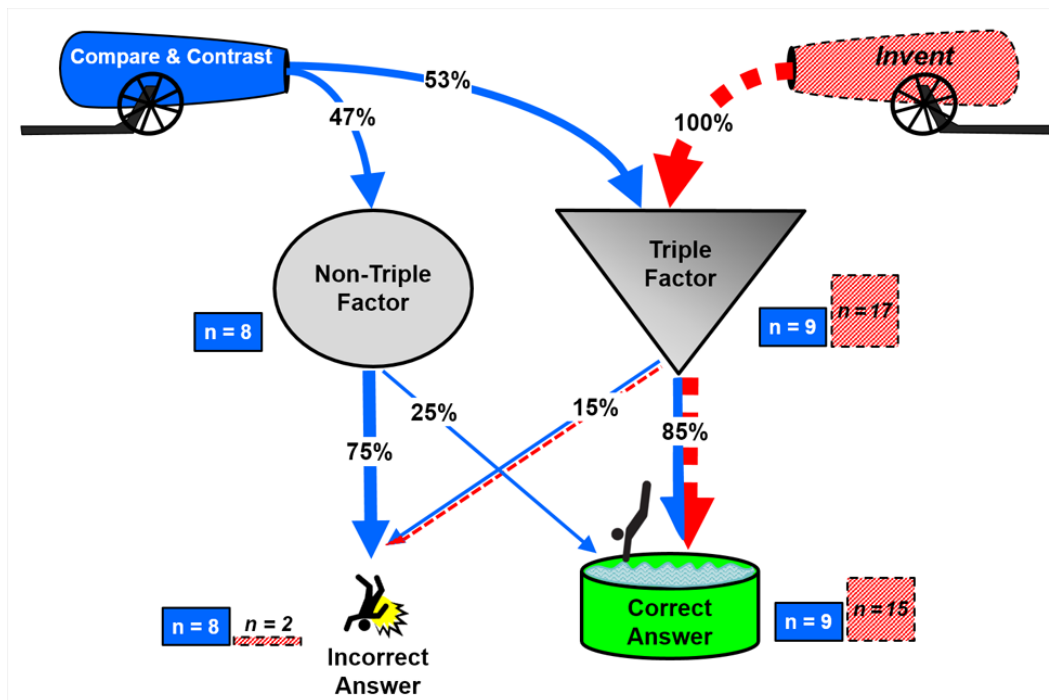 Compare & Contrast
Invent
53%
47%
100%
Non-Triple
Factor
Triple
Factor
n = 8
n = 9
n = 17
25%
15%
75%
85%
n = 8
n = 2
Incorrect
Answer
Correct
Answer
n = 9
n = 15